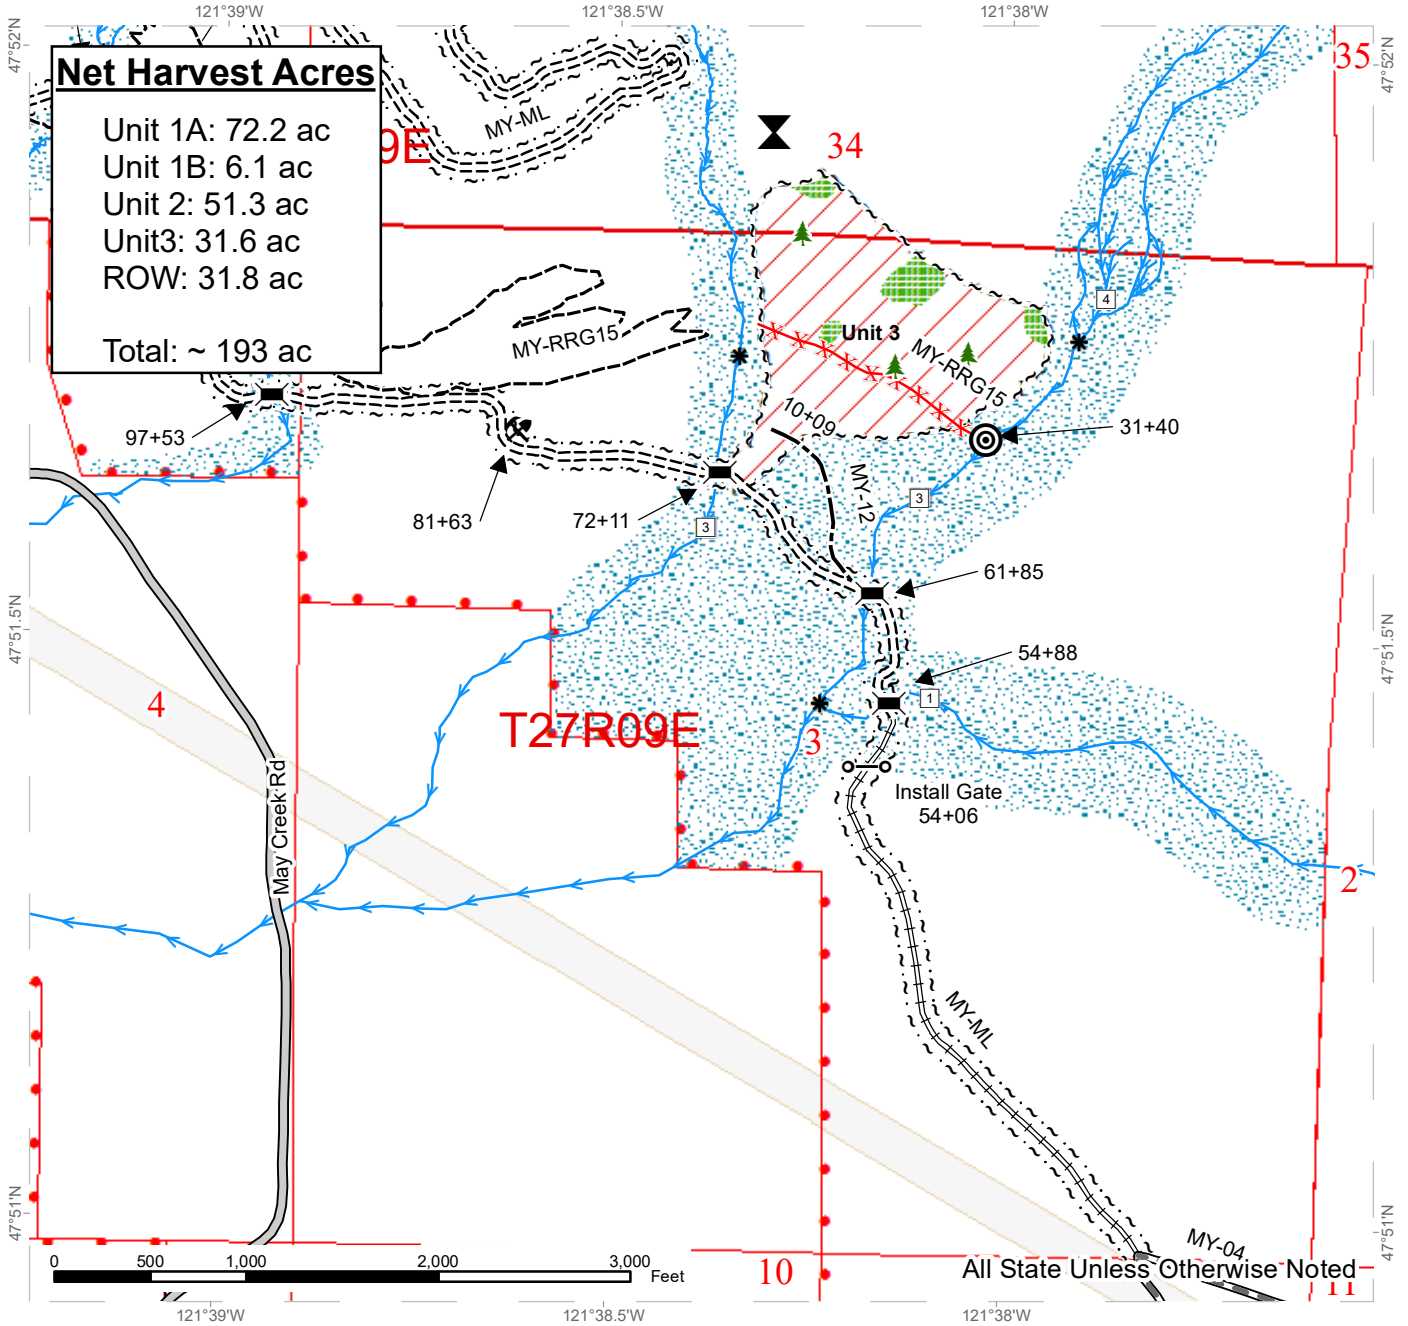 121°39'W
121°38.5'W
121°38'W
47°52'N
47°52'N
Net Harvest Acres
Unit 1A: 72.2 ac
Unit 1B: 6.1 ac
Unit 2: 51.3 ac
Unit3: 31.6 ac
ROW: 31.8 ac
Total: ~ 193 ac
9E
MY-ML
34
35
4
MY-RRG15
Unit 3
MY-RRG15
10+09
31+40
97+53
81+63
72+11
3
MY-12
3
61+85
54+88
1
47°51.5'N
47°51.5'N
4
T27R09E
3
Install Gate
54+06
May Creek Rd
2
MY-ML
47°51'N
47°51'N
MY-04
0
500
1,000
2,000
3,000
Feet
10
All State Unless Otherwise Noted
11
121°39'W
121°38.5'W
121°38'W